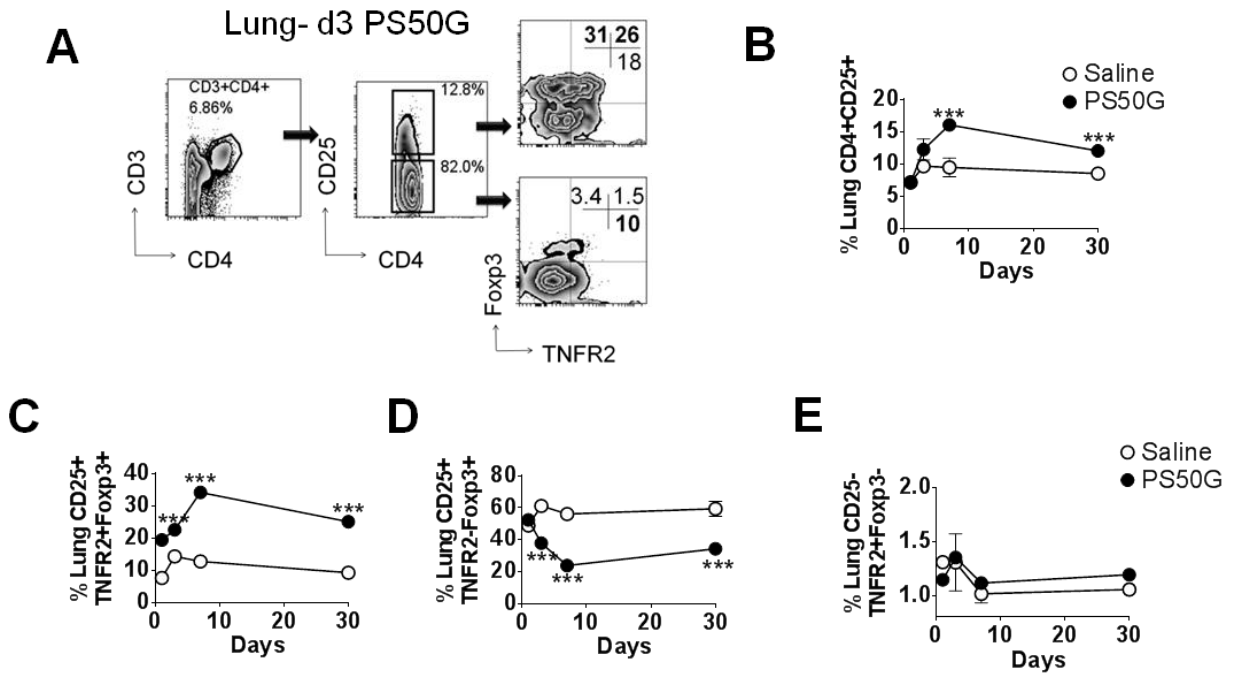 Lung- d3 PS50G
A
CD3+CD4+
6.86%
CD3
CD4
12.8%
82.0%
CD25
CD4
31 26
18
3.4 1.5
10
Foxp3
TNFR2
B
Saline
PS50G
% Lung CD4+CD25+
20
15
10
5
0
***
***
0 10 20 30
Days
C
% Lung CD25+
TNFR2+Foxp3+
40
30
20
10
0
***
***
***
0 10 20 30
Days
D
% Lung CD25+
TNFR2-Foxp3+
80
60
40
20
0
***
***
***
0 10 20 30
Days
E
Saline
PS50G
% Lung CD25-
TNFR2+Foxp3-
2.0
1.5
1.0
0 10 20 30
Days